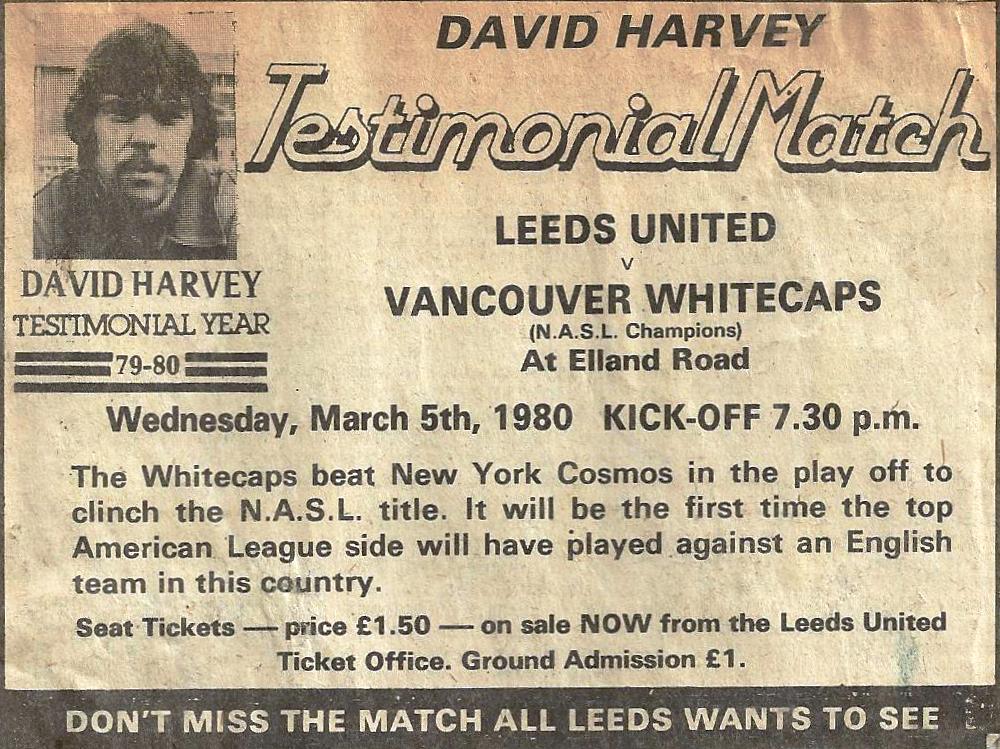 DAVID HARVEY
Testimonial Match
DAVID HARVEY
TESTIMONIAL YEAR
79-80
LEEDS UNITED
v
VANCOUVER WHITECAPS
(N.A.S.L. Champions)
At Elland Road
Wednesday, March 5th, 1980 KICK-OFF 7.30 p.m.
The Whitecaps beat New York Cosmos in the play off to
clinch the N.A.S.L. title. It will be the first time the top
American League side will have played against an English
team in this country.
Seat Tickets — price £1.50 — on sale NOW from the Leeds United
Ticket Office. Ground Admission £1.
DON'T MISS THE MATCH ALL LEEDS WANTS TO SEE